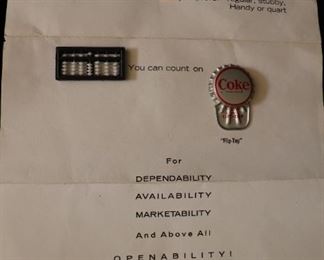 regular, stubby,
Handy or quart
You can count on
Coke
"Flip-Top"
For
DEPENDABILITY
AVAILABILITY
MARKETABILITY
And Above All
OPENABILITY!